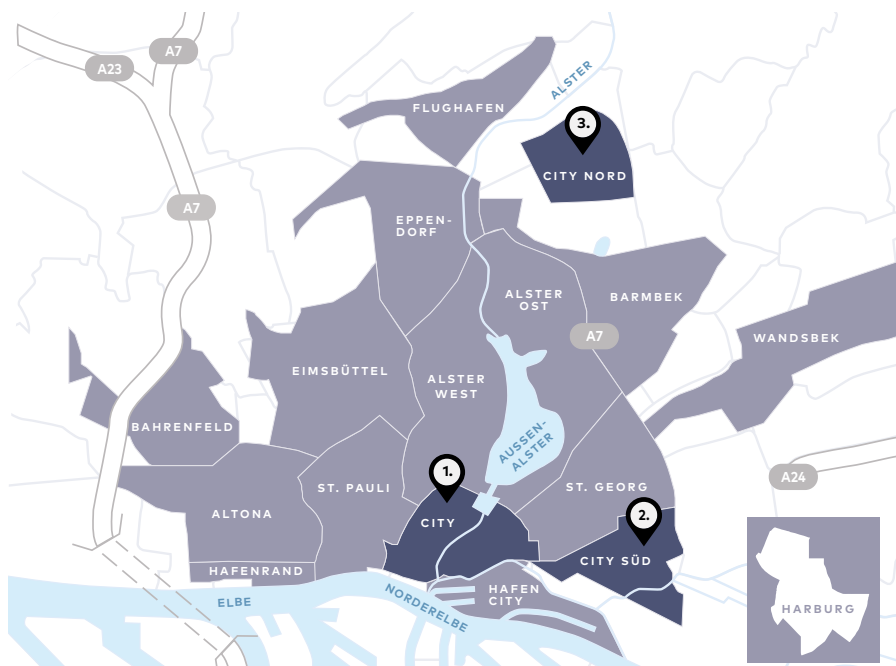 A7
A23
ALSTER
FLUGHAFEN
3.
CITY NORD
A7
EPPEN-
DORF
ALSTER
OST
BARMBEK
A7
WANDSBEK
EIMSBÜTTEL
ALSTER
WEST
BAHRENFELD
AUSSEN-
ALSTER
1.
A24
ST. PAULI
ST. GEORG
ALTONA
2.
CITY
CITY SÜD
HAFENRAND
HAFEN
CITY
ELBE
NORDERELBE
HARBURG